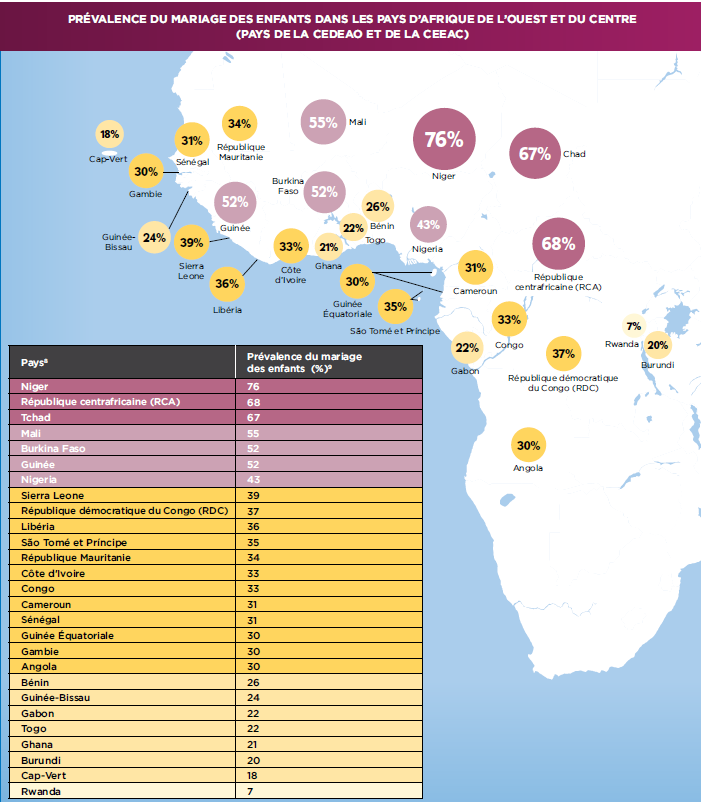 PRÉVALENCE DU MARIAGE DES ENFANTS DANS LES PAYS D'AFRIQUE DE L'OUEST ET DU CENTRE
(PAYS DE LA CEDEAO ET DE LA CEEAC)
18%
Cap-Vert
31%
Sénégal
34%
République
Mauritanie
55%
Mali
76%
Niger
67%
Chad
30%
Gambie
52%
Guinée
Burkina
Faso
52%
26%
Bénin
22%
Togo
43%
Nigeria
Guinée-
Bissau
24%
39%
Sierra
Leone
36%
Libéria
33%
Côte
d'Ivoire
21%
Ghana
30%
Guinée
Équatoriale
35%
São Tomé et Príncipe
31%
Cameroun
68%
République
centrafricaine (RCA)
33%
Congo
22%
Gabon
37%
République démocratique
du Congo (RDC)
7%
Rwanda
20%
Burundi
30%
Angola
Pays⁸ Prévalence du mariage
des enfants (%)⁹
Niger 76
République centrafricaine (RCA) 68
Tchad 67
Mali 55
Burkina Faso 52
Guinée 52
Nigeria 43
Sierra Leone 39
République démocratique du Congo (RDC) 37
Libéria 36
São Tomé et Príncipe 35
République Mauritanie 34
Côte d'Ivoire 33
Congo 33
Cameroun 31
Sénégal 31
Guinée Équatoriale 30
Gambie 30
Angola 30
Bénin 26
Guinée-Bissau 24
Gabon 22
Togo 22
Ghana 21
Burundi 20
Cap-Vert 18
Rwanda 7